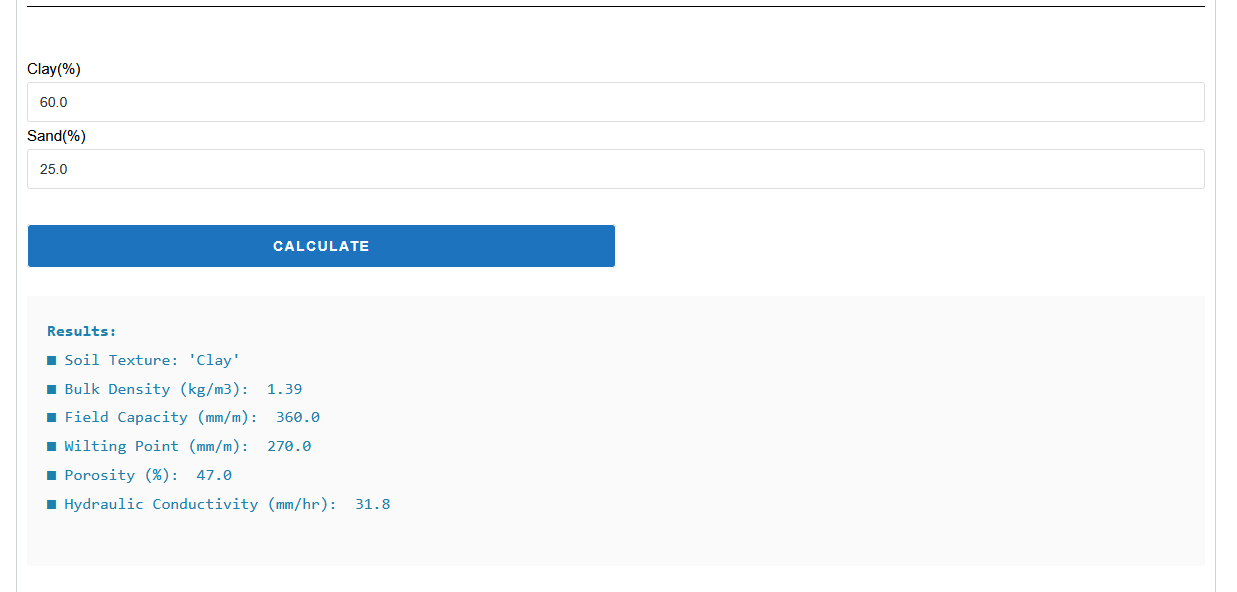 Clay(%)
60.0
Sand(%)
25.0
CALCULATE
Results:
■ Soil Texture: 'Clay'
■ Bulk Density (kg/m3):  1.39
■ Field Capacity (mm/m):  360.0
■ Wilting Point (mm/m):  270.0
■ Porosity (%):  47.0
■ Hydraulic Conductivity (mm/hr):  31.8